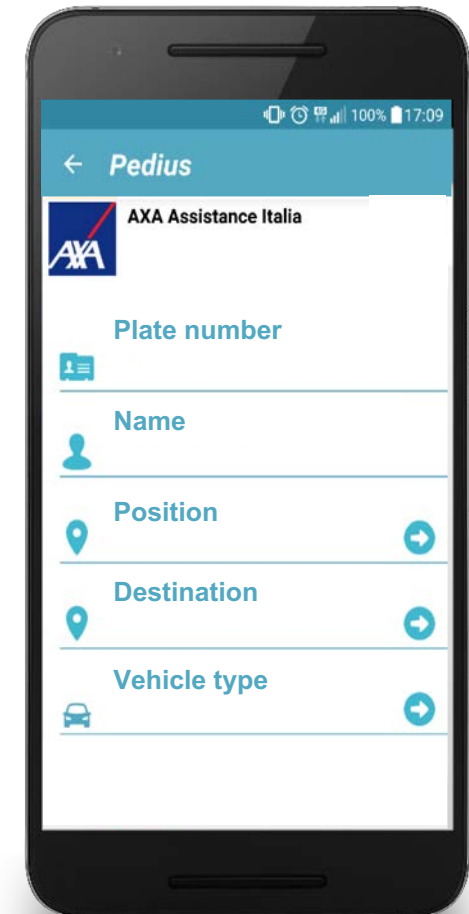 100% 17:09
Pedius
AXA Assistance Italia
AXA
Plate number
Name
Position
Destination
Vehicle type